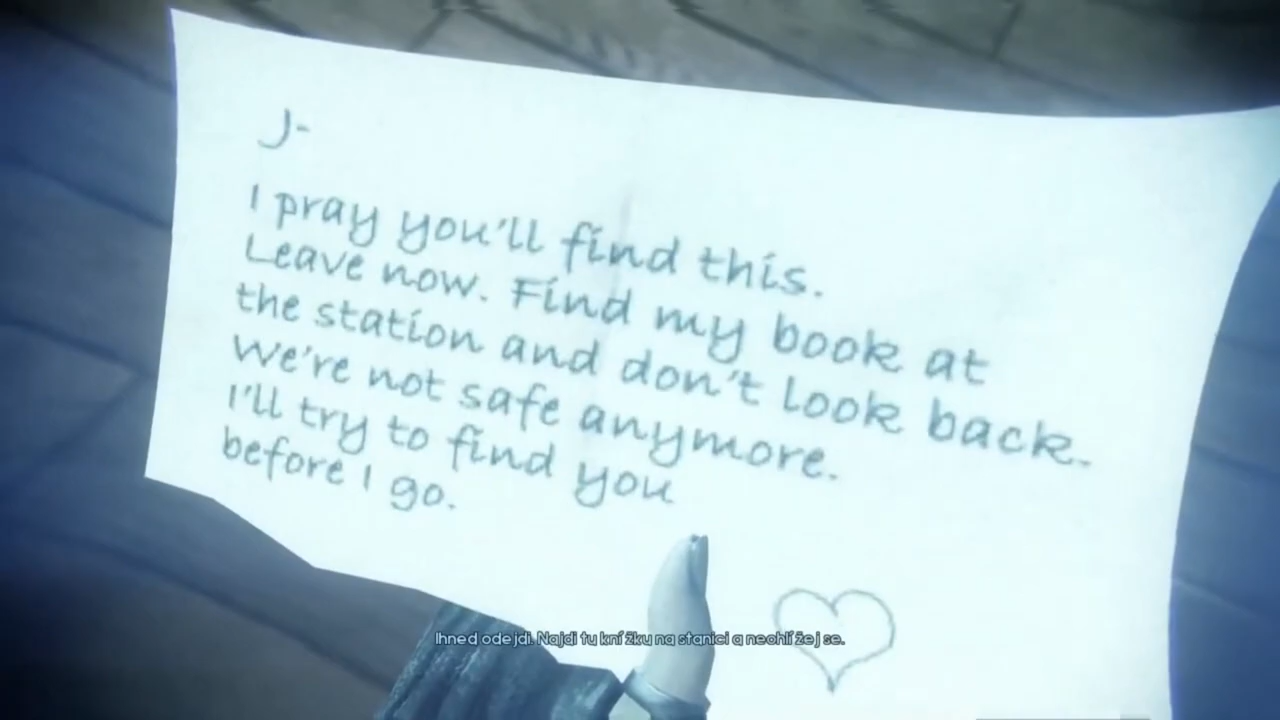 J-
I pray you'll find this.
Leave now. Find my book at
the station and don't look back.
We're not safe anymore.
I'll try to find you
before I go.
Ihned odejdi. Najdi tu knížku na stanici a neohlížej se.